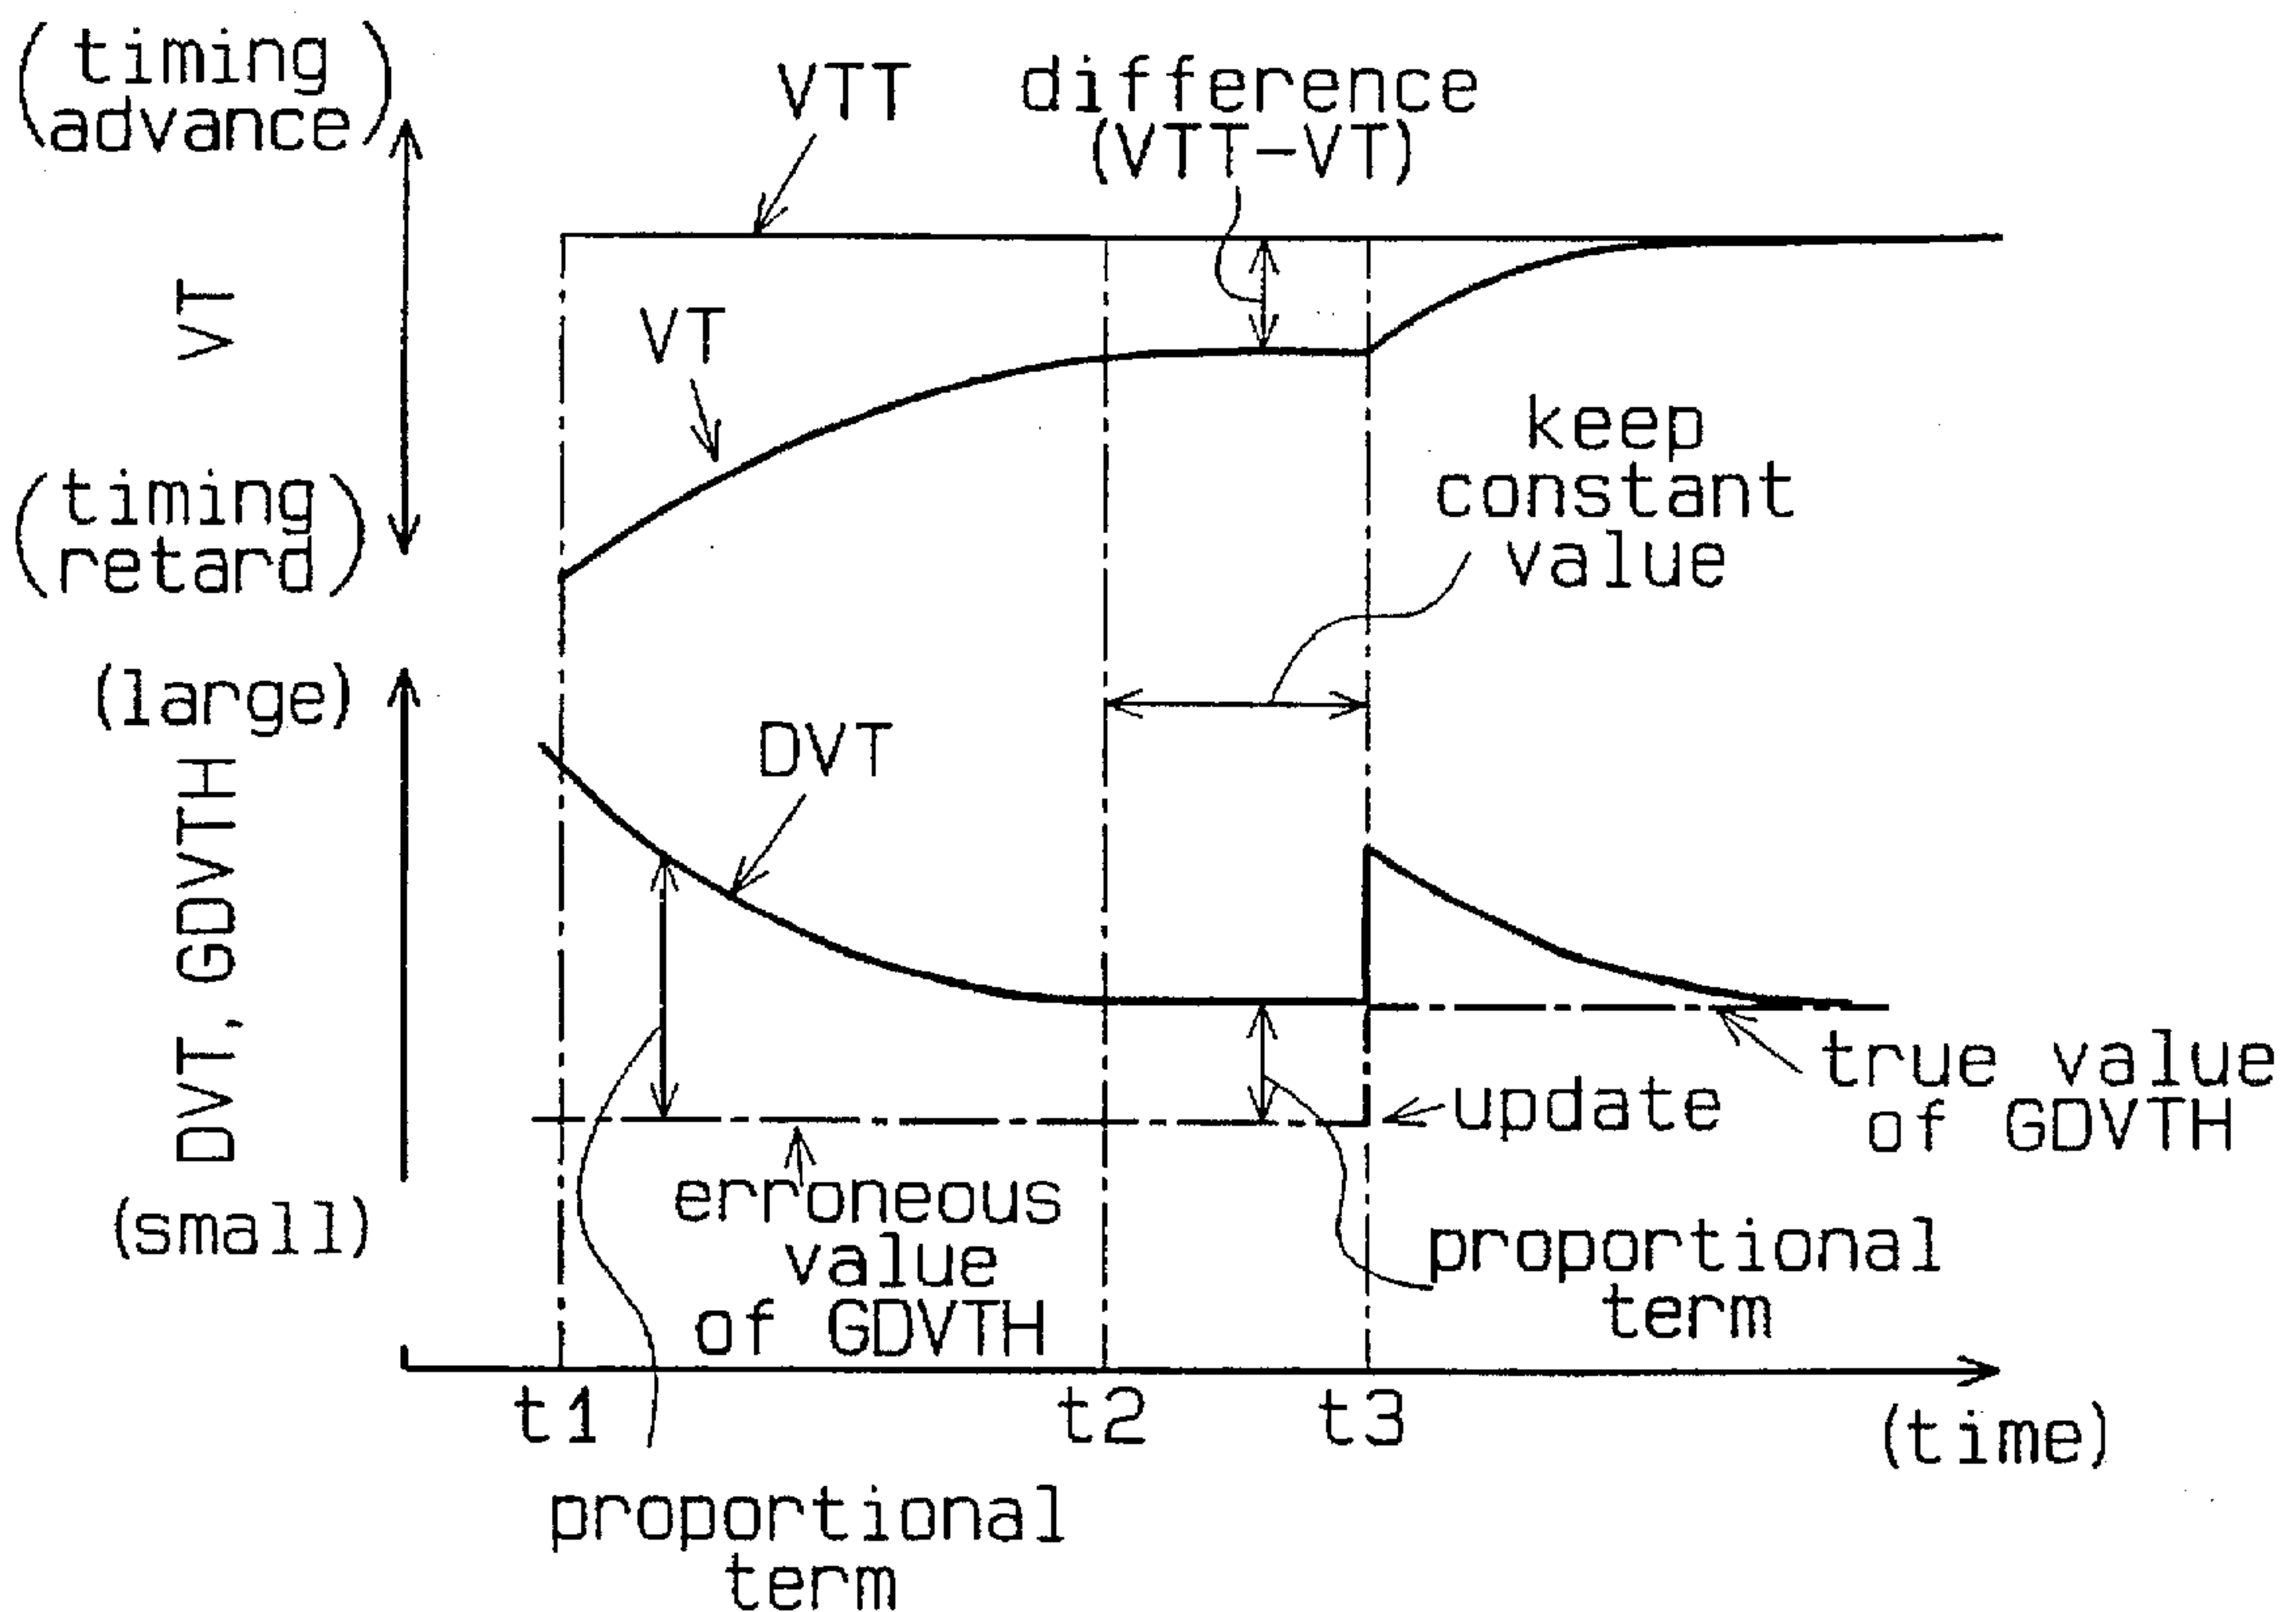 (timing
advance)
VTT
difference
(VTT-VT)
VT
VT
(timing
retard)
keep
constant
value
(large)
DVT, GDVTH
DVT
(small)
true value
of GDVTH
update
erroneous
value
of GDVTH
proportional
term
t1
t2
t3
(time)
proportional
term